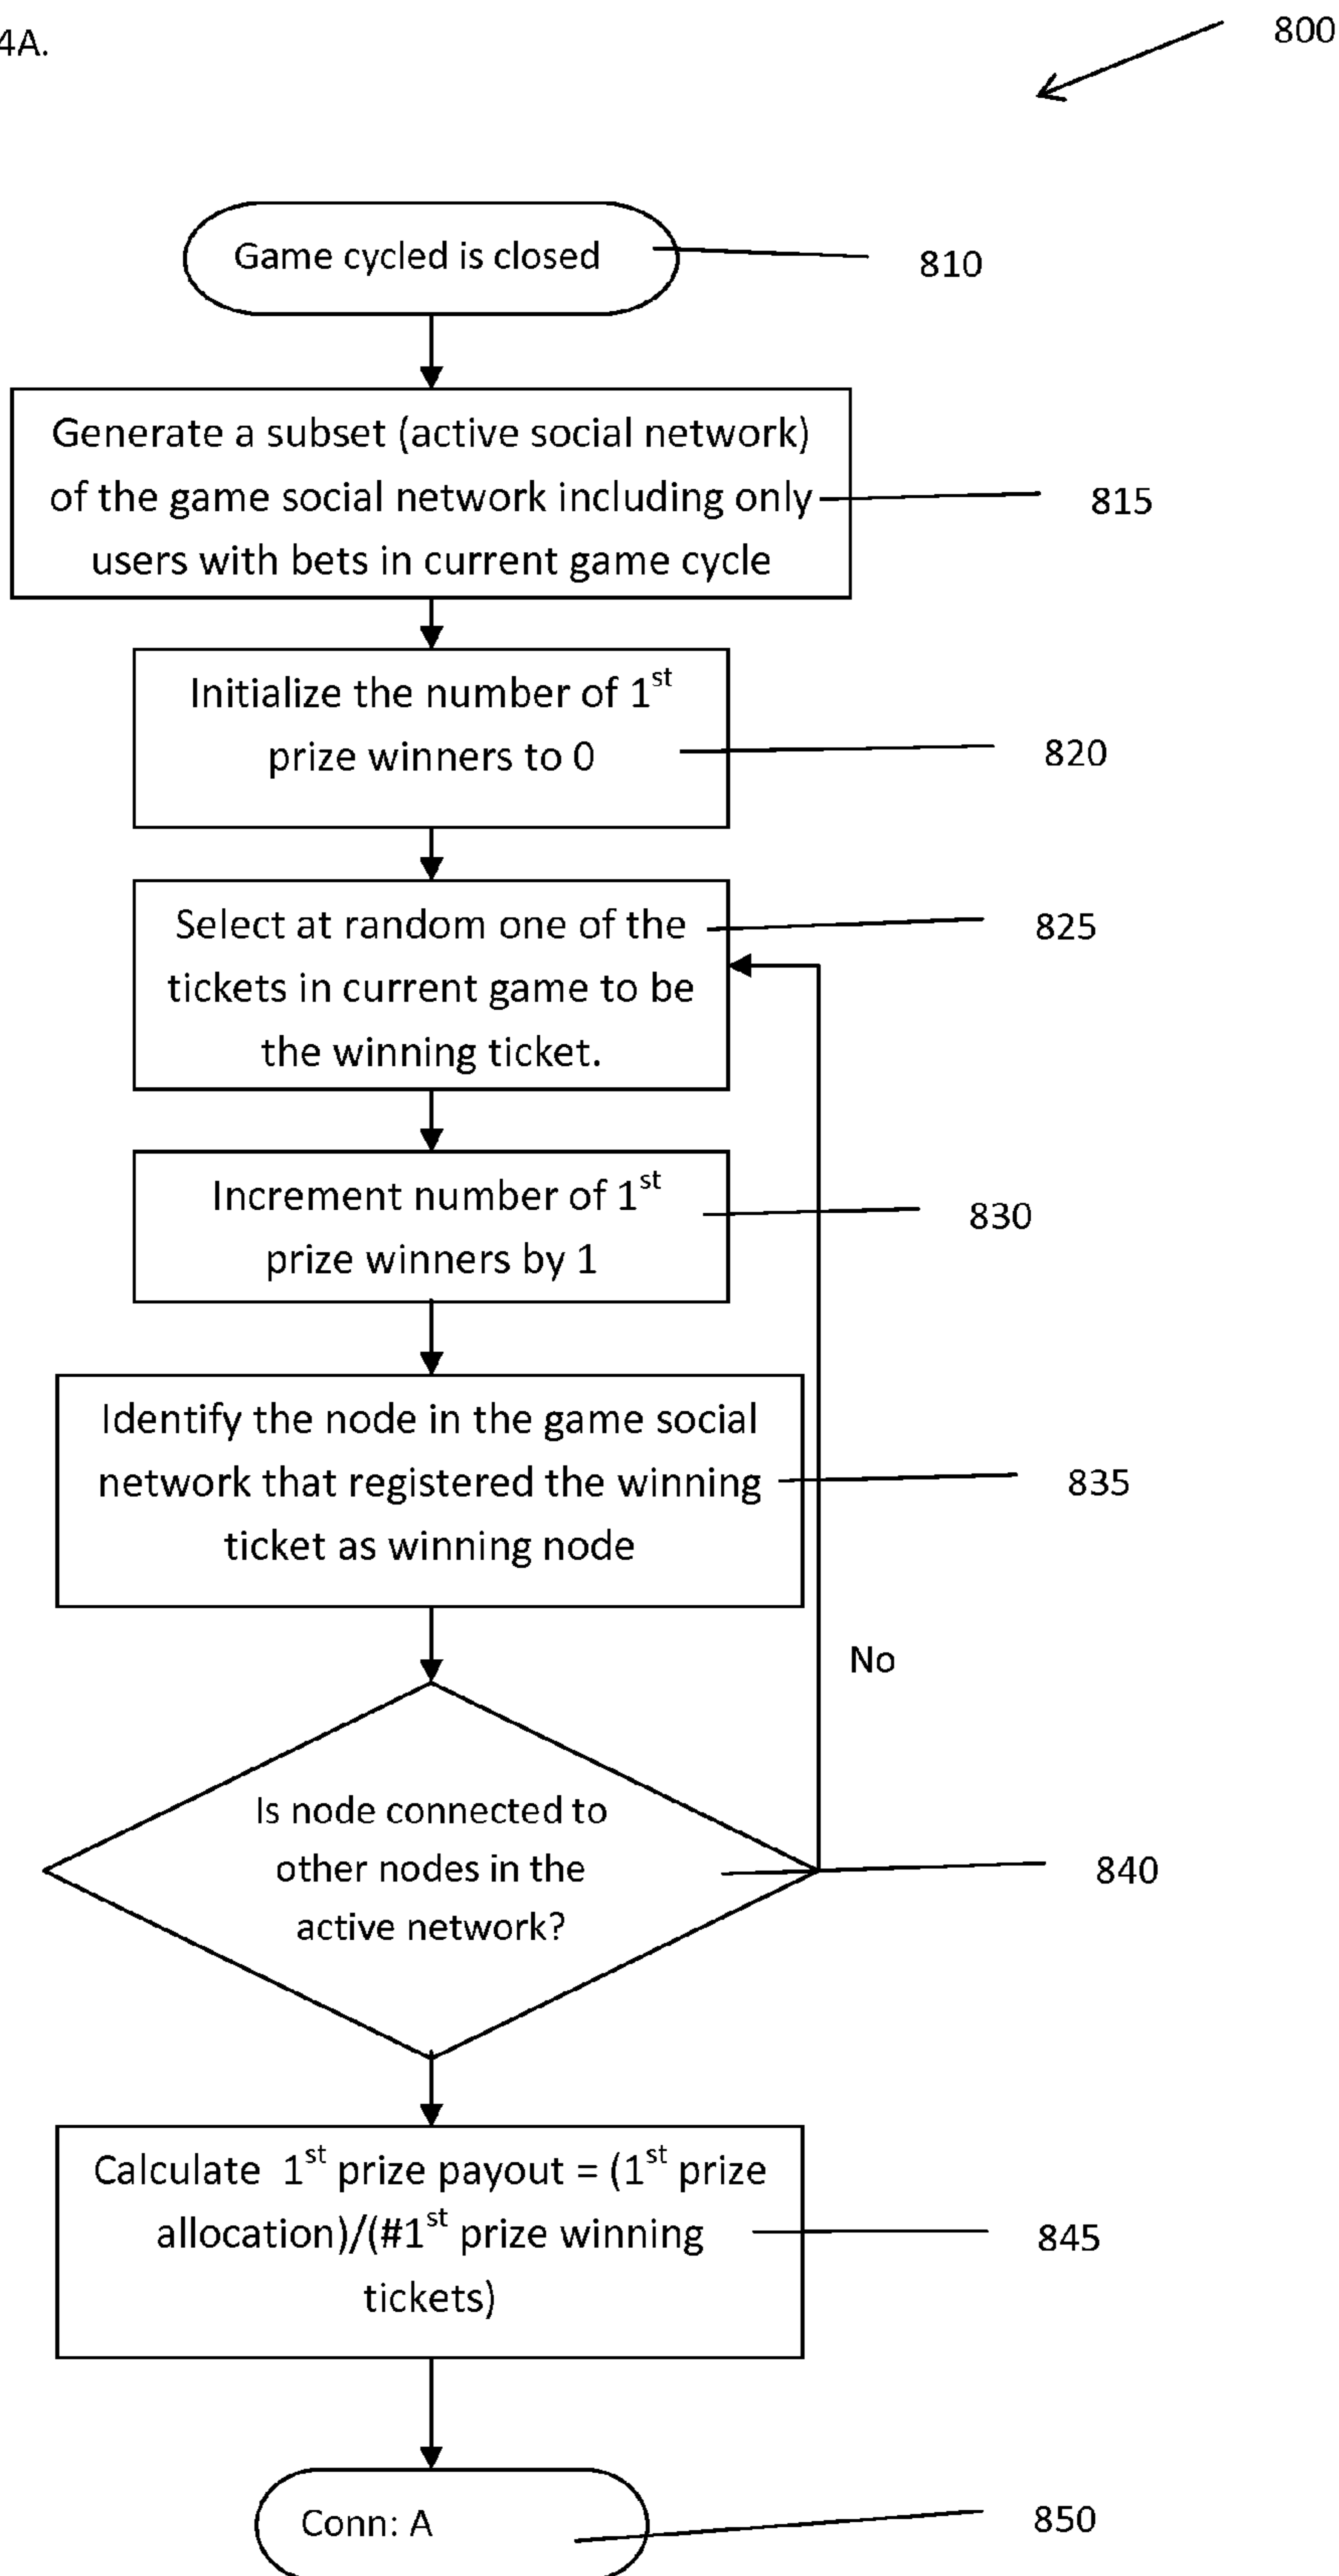 4A.
800
Game cycled is closed
810
Generate a subset (active social network)
of the game social network including only
users with bets in current game cycle
815
Initialize the number of 1st
prize winners to 0
820
Select at random one of the
tickets in current game to be
the winning ticket.
825
Increment number of 1st
prize winners by 1
830
Identify the node in the game social
network that registered the winning
ticket as winning node
835
No
Is node connected to
other nodes in the
active network?
840
Calculate 1st prize payout = (1st prize
allocation)/(#1st prize winning
tickets)
845
Conn: A
850